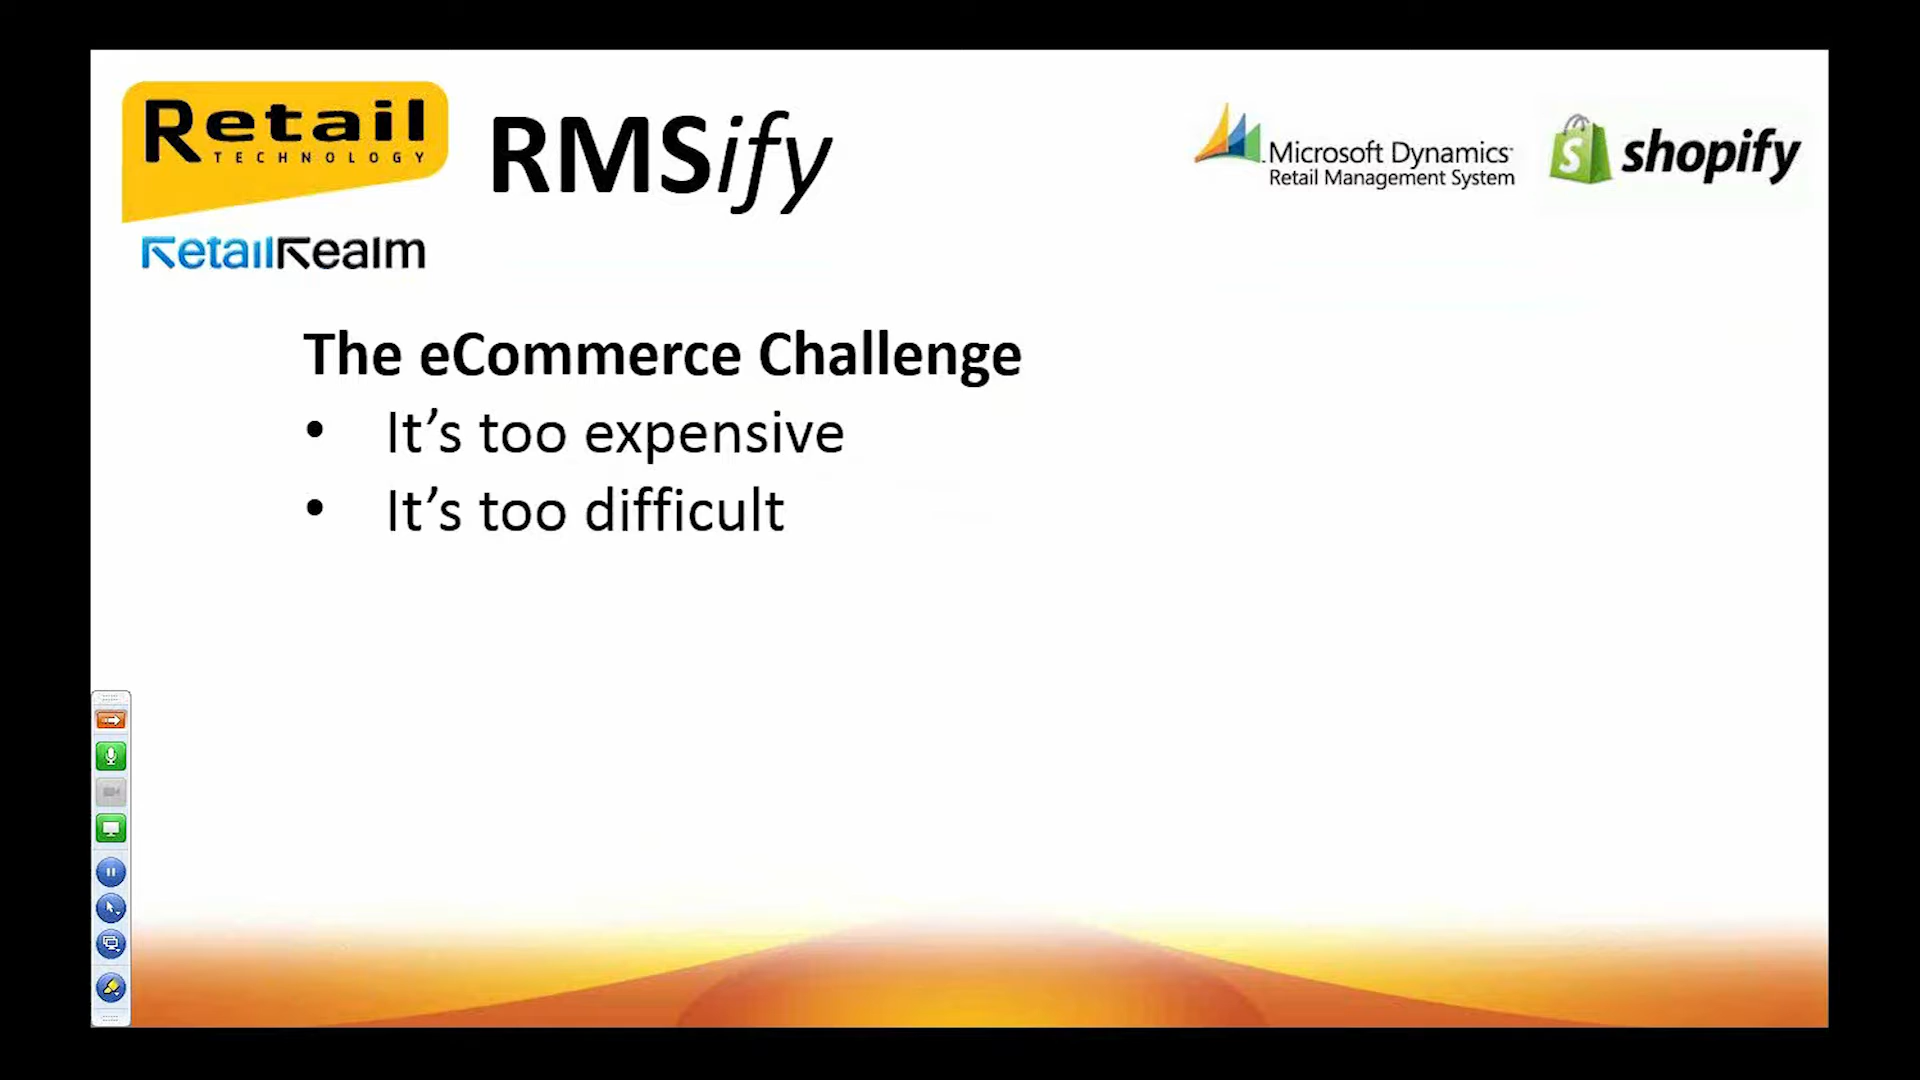 Retail
TECHNOLOGY
RetailRealm
RMSify
Microsoft Dynamics
Retail Management System
shopify
The eCommerce Challenge
• It’s too expensive
• It’s too difficult